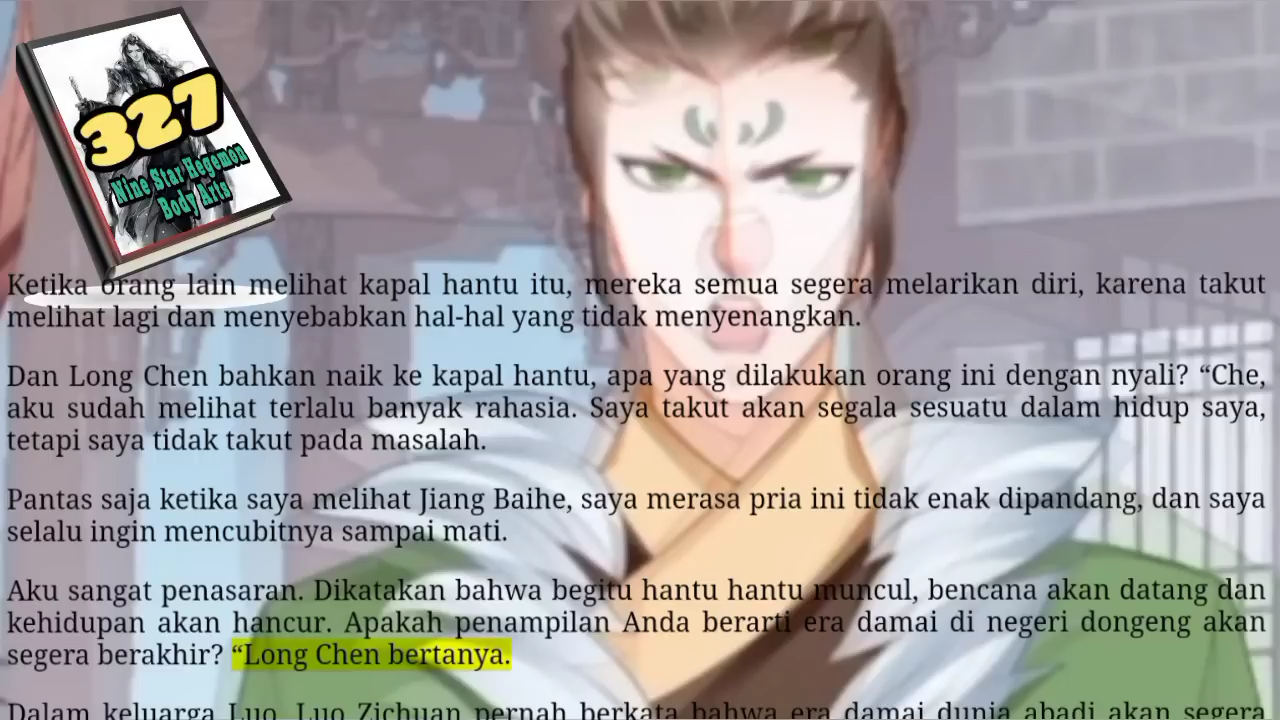 327
Nine Star Hegemon
Body Arts
Ketika orang lain melihat kapal hantu itu, mereka semua segera melarikan diri, karena takut
melihat lagi dan menyebabkan hal-hal yang tidak menyenangkan.
Dan Long Chen bahkan naik ke kapal hantu, apa yang dilakukan orang ini dengan nyali? “Che,
aku sudah melihat terlalu banyak rahasia. Saya takut akan segala sesuatu dalam hidup saya,
tetapi saya tidak takut pada masalah.
Pantas saja ketika saya melihat Jiang Baihe, saya merasa pria ini tidak enak dipandang, dan saya
selalu ingin mencubitnya sampai mati.
Aku sangat penasaran. Dikatakan bahwa begitu hantu hantu muncul, bencana akan datang dan
kehidupan akan hancur. Apakah penampilan Anda berarti era damai di negeri dongeng akan
segera berakhir? “Long Chen bertanya.
Dalam keluarga Luo, Luo Zichuan pernah berkata bahwa era damai dunia abadi akan segera